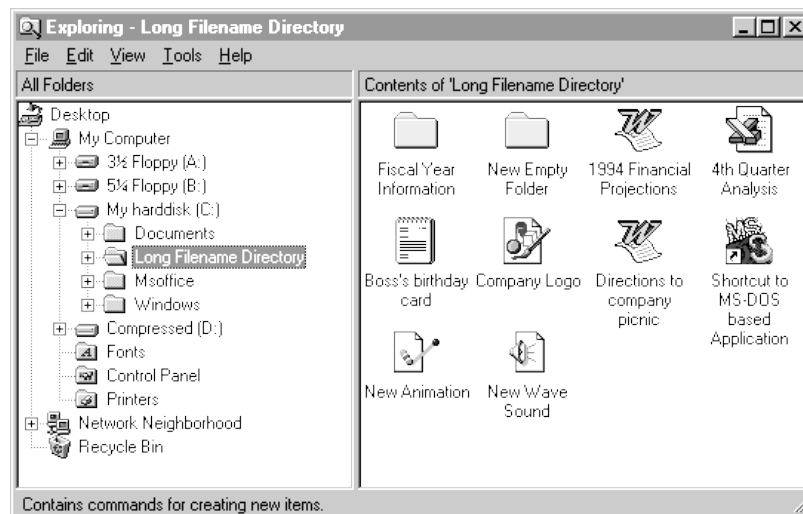 Exploring - Long Filename Directory
File Edit View Tools Help
All Folders
Contents of 'Long Filename Directory'
Desktop
My Computer
3½ Floppy (A:)
5¼ Floppy (B:)
My harddisk (C:)
Documents
Long Filename Directory
Msoffice
Windows
Compressed (D:)
Fonts
Control Panel
Printers
Network Neighborhood
Recycle Bin
Fiscal Year
Information
New Empty
Folder
1994 Financial
Projections
4th Quarter
Analysis
Boss's birthday
card
Company Logo
Directions to
company
picnic
Shortcut to
MS-DOS
based
Application
New Animation
New Wave
Sound
Contains commands for creating new items.